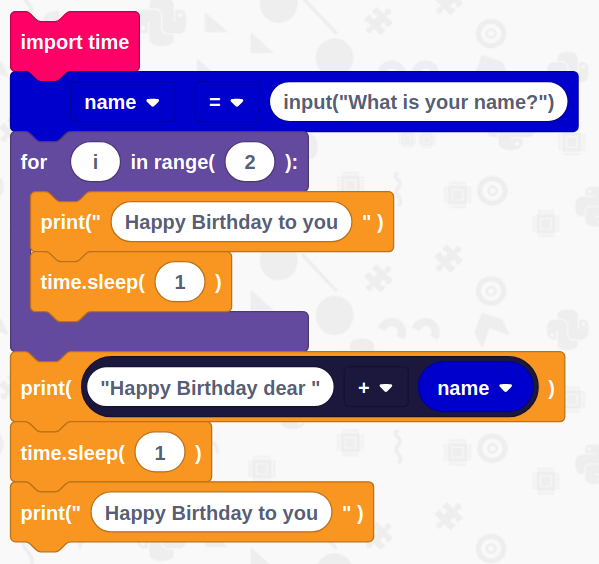 import time
name = input("What is your name?")
for i in range( 2 ):
print(" Happy Birthday to you " )
time.sleep( 1 )
print( "Happy Birthday dear " + name )
time.sleep( 1 )
print(" Happy Birthday to you " )